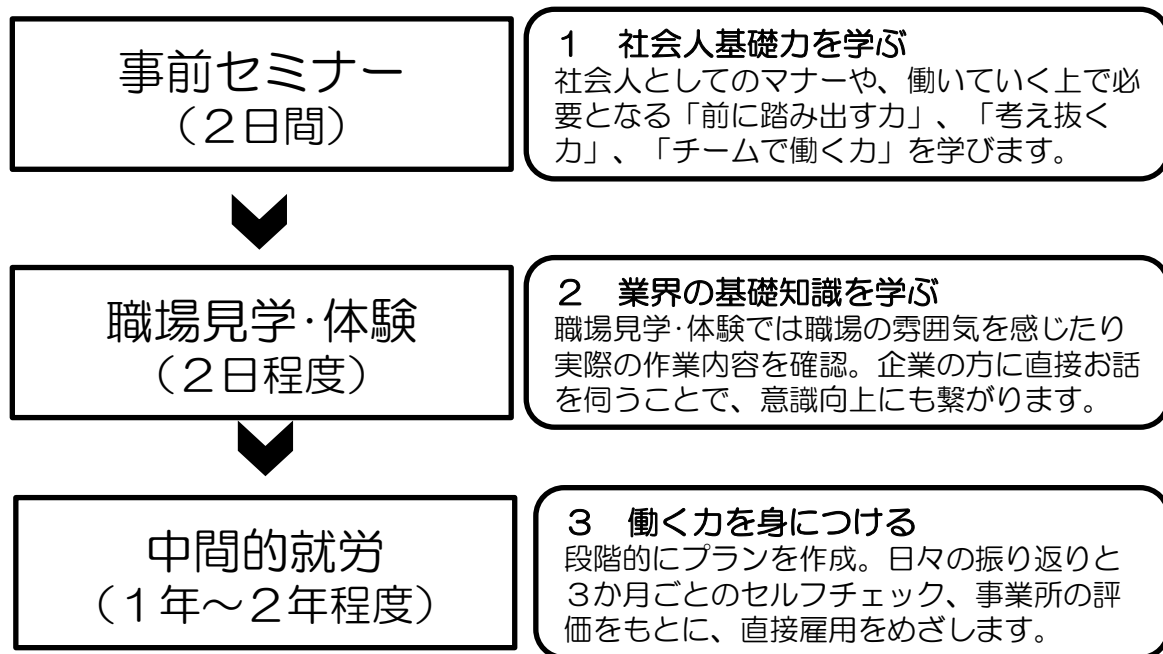 事前セミナー
（２日間）
１　社会人基礎力を学ぶ
社会人としてのマナーや、働いていく上で必
要となる「前に踏み出す力」、「考え抜く
力」、「チームで働く力」を学びます。
職場見学･体験
（２日程度）
２　業界の基礎知識を学ぶ
職場見学･体験では職場の雰囲気を感じたり
実際の作業内容を確認。企業の方に直接お話
を伺うことで、意識向上にも繋がります。
中間的就労
（１年～２年程度）
３　働く力を身につける
段階的にプランを作成。日々の振り返りと
３か月ごとのセルフチェック、事業所の評
価をもとに、直接雇用をめざします。